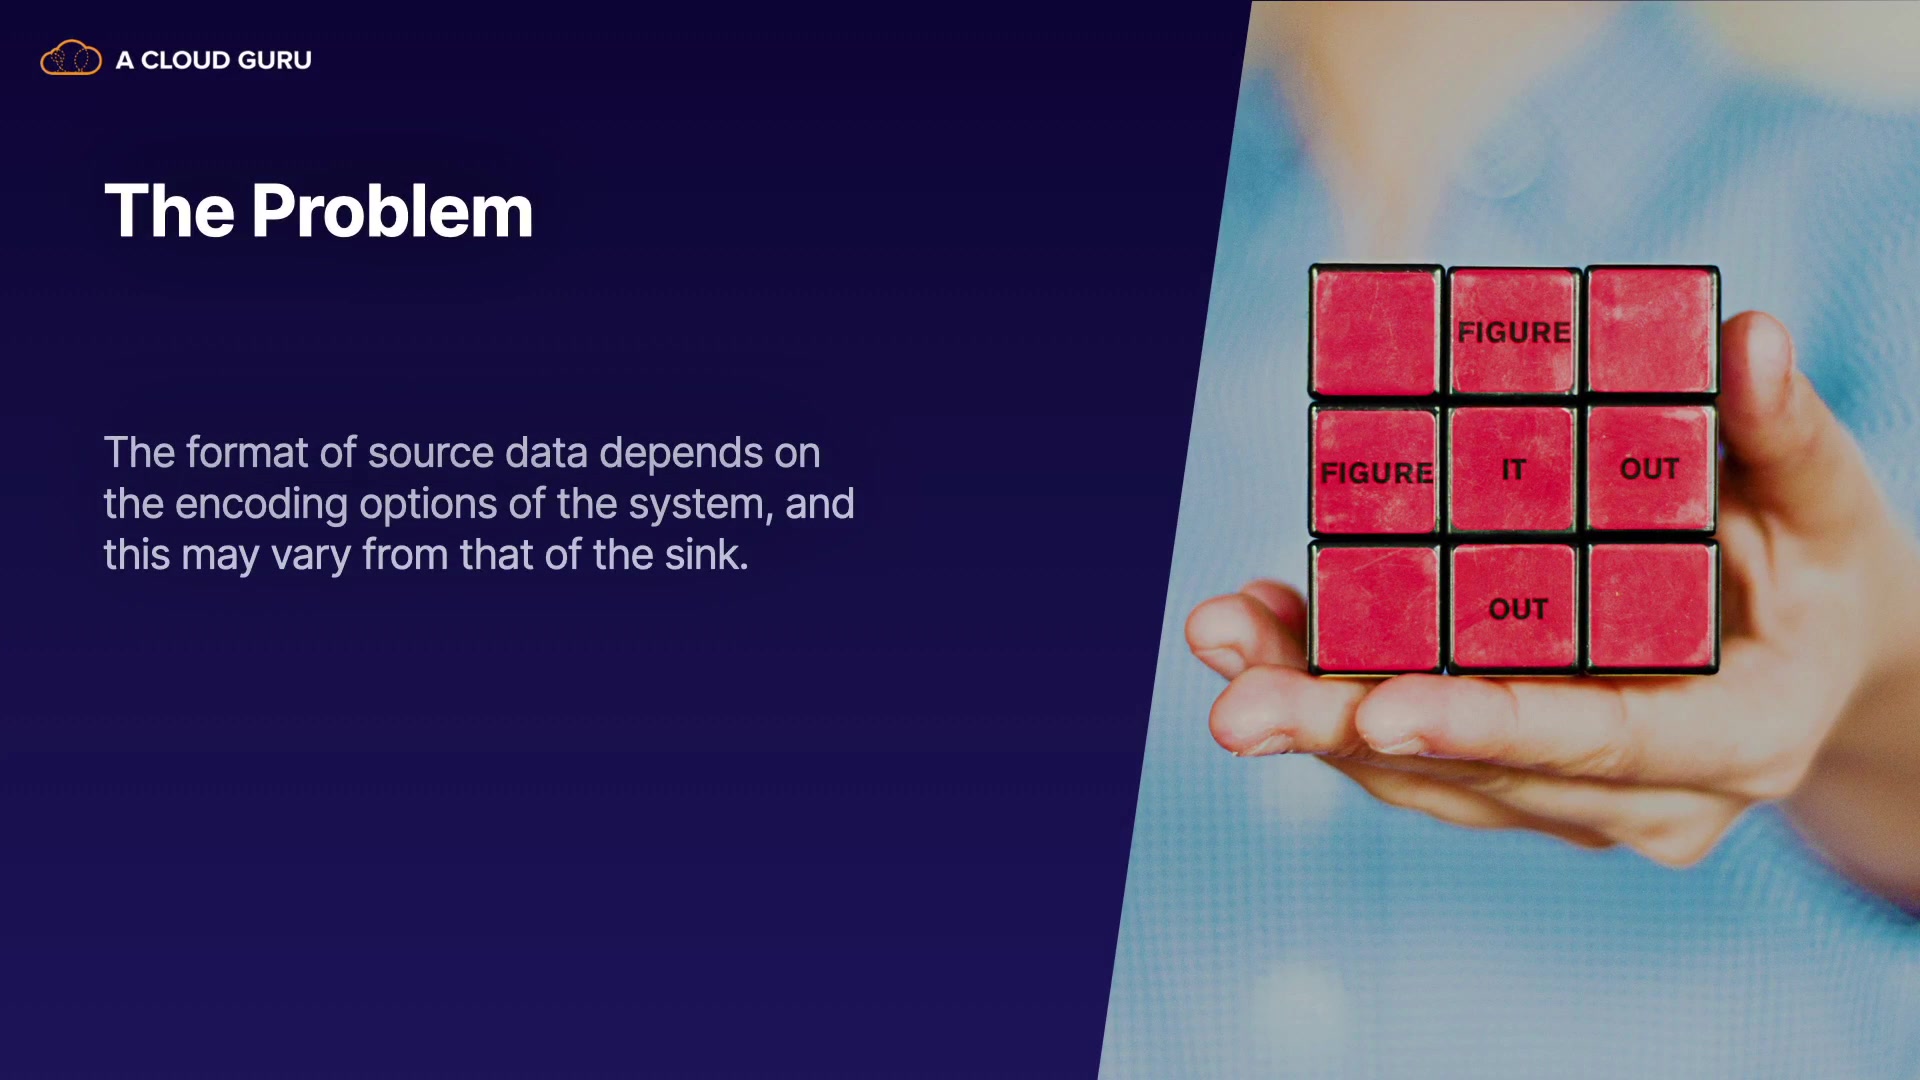 A CLOUD GURU
The Problem
The format of source data depends on
the encoding options of the system, and
this may vary from that of the sink.
FIGURE
FIGURE IT OUT
OUT